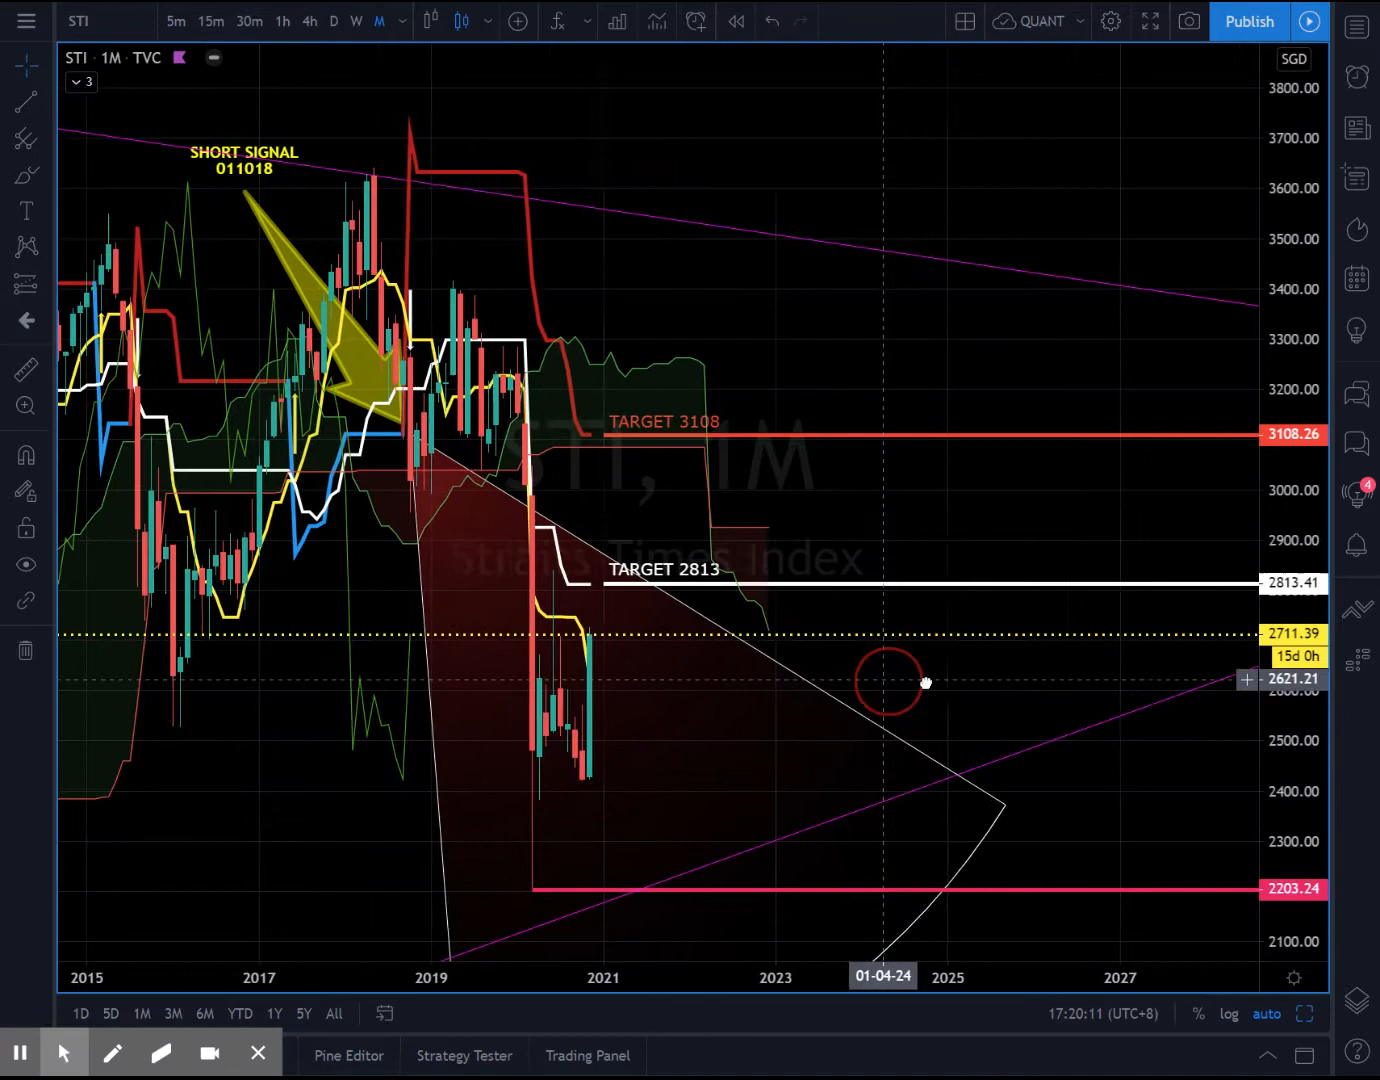 STI 5m 15m 30m 1h 4h D W M QUANT Publish
STI · 1M · TVC
SGD
3
3800.00
3700.00
SHORT SIGNAL
011018
3600.00
3500.00
3400.00
3300.00
3200.00
TARGET 3108
3108.26
STI, 1M
3000.00
4
2900.00
Straits Times Index
TARGET 2813
2813.41
2711.39
15d 0h
2621.21
2500.00
2400.00
2300.00
2203.24
2100.00
2015 2017 2019 2021 2023 01-04-24 2025 2027
1D 5D 1M 3M 6M YTD 1Y 5Y All 17:20:11 (UTC+8) % log auto
Pine Editor Strategy Tester Trading Panel